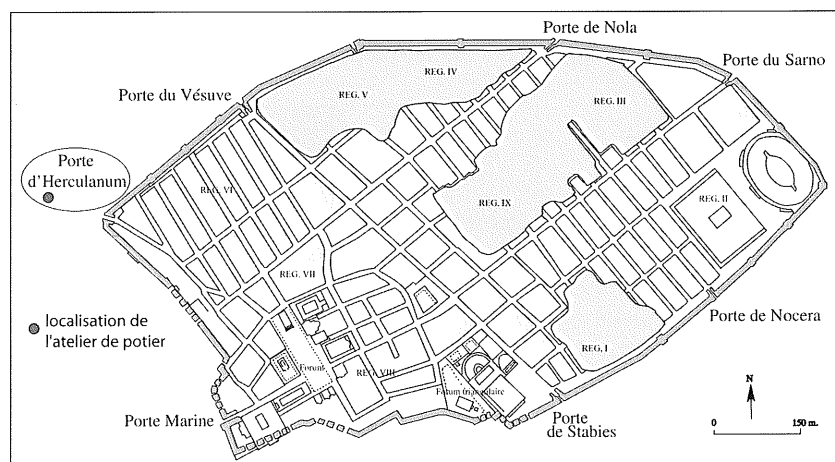 Porte de Nola
Porte du Sarno
REG. IV
REG. V
REG. III
Porte du Vésuve
Porte
d'Herculanum
REG. VI
REG. II
REG. IX
REG. VII
Porte de Nocera
localisation de
l'atelier de potier
REG. I
Forum
REG. VIII
Forum triangulaire
Porte Marine
Porte
de Stabies
N
0 150 m.